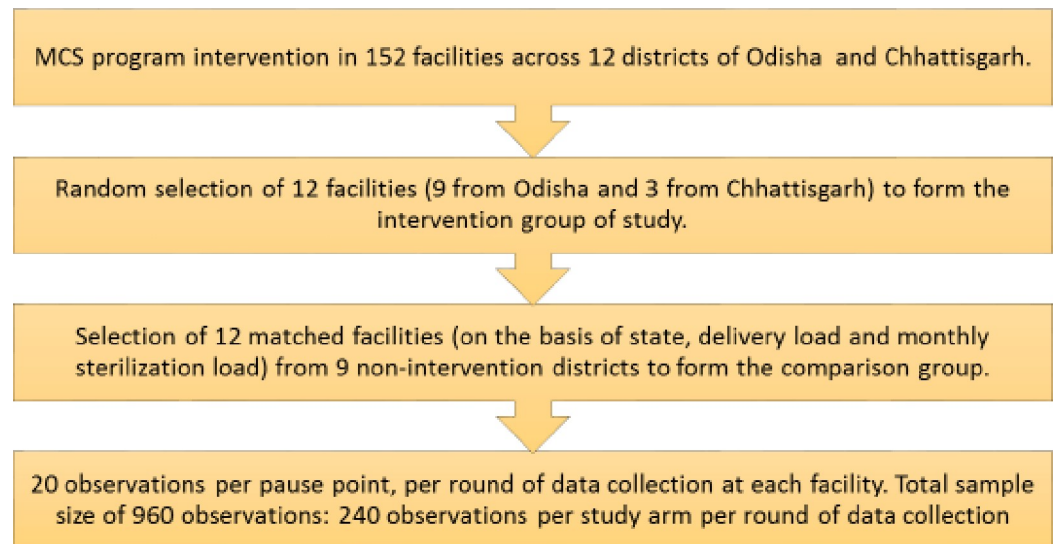 MCS program intervention in 152 facilities across 12 districts of Odisha and Chhattisgarh.
Random selection of 12 facilities (9 from Odisha and 3 from Chhattisgarh) to form the
intervention group of study.
Selection of 12 matched facilities (on the basis of state, delivery load and monthly
sterilization load) from 9 non-intervention districts to form the comparison group.
20 observations per pause point, per round of data collection at each facility. Total sample
size of 960 observations: 240 observations per study arm per round of data collection